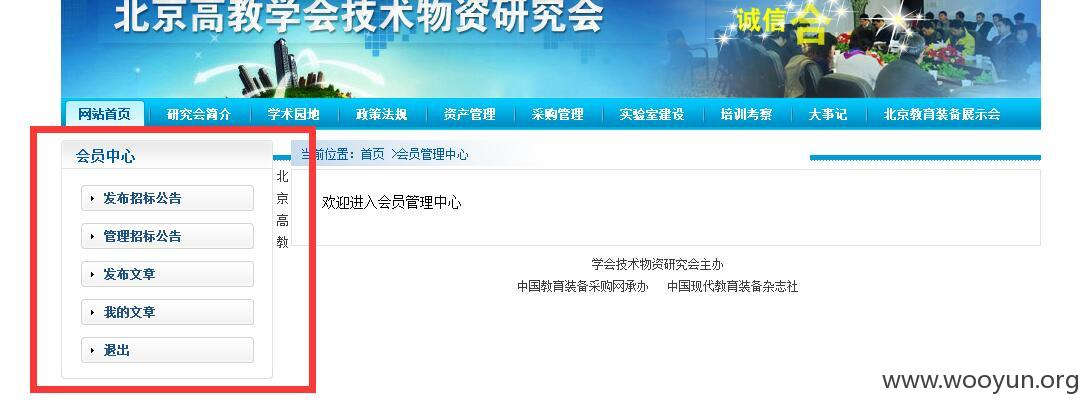 北京高教学会技术物资研究会
诚信 合
网站首页 研究会简介 学术园地 政策法规 资产管理 采购管理 实验室建设 培训考察 大事记 北京教育装备展示会
会员中心
发布招标公告
管理招标公告
发布文章
我的文章
退出
北
京
高
教
当前位置：首页 >会员管理中心
欢迎进入会员管理中心
学会技术物资研究会主办
中国教育装备采购网承办 中国现代教育装备杂志社
www.wooyun.org